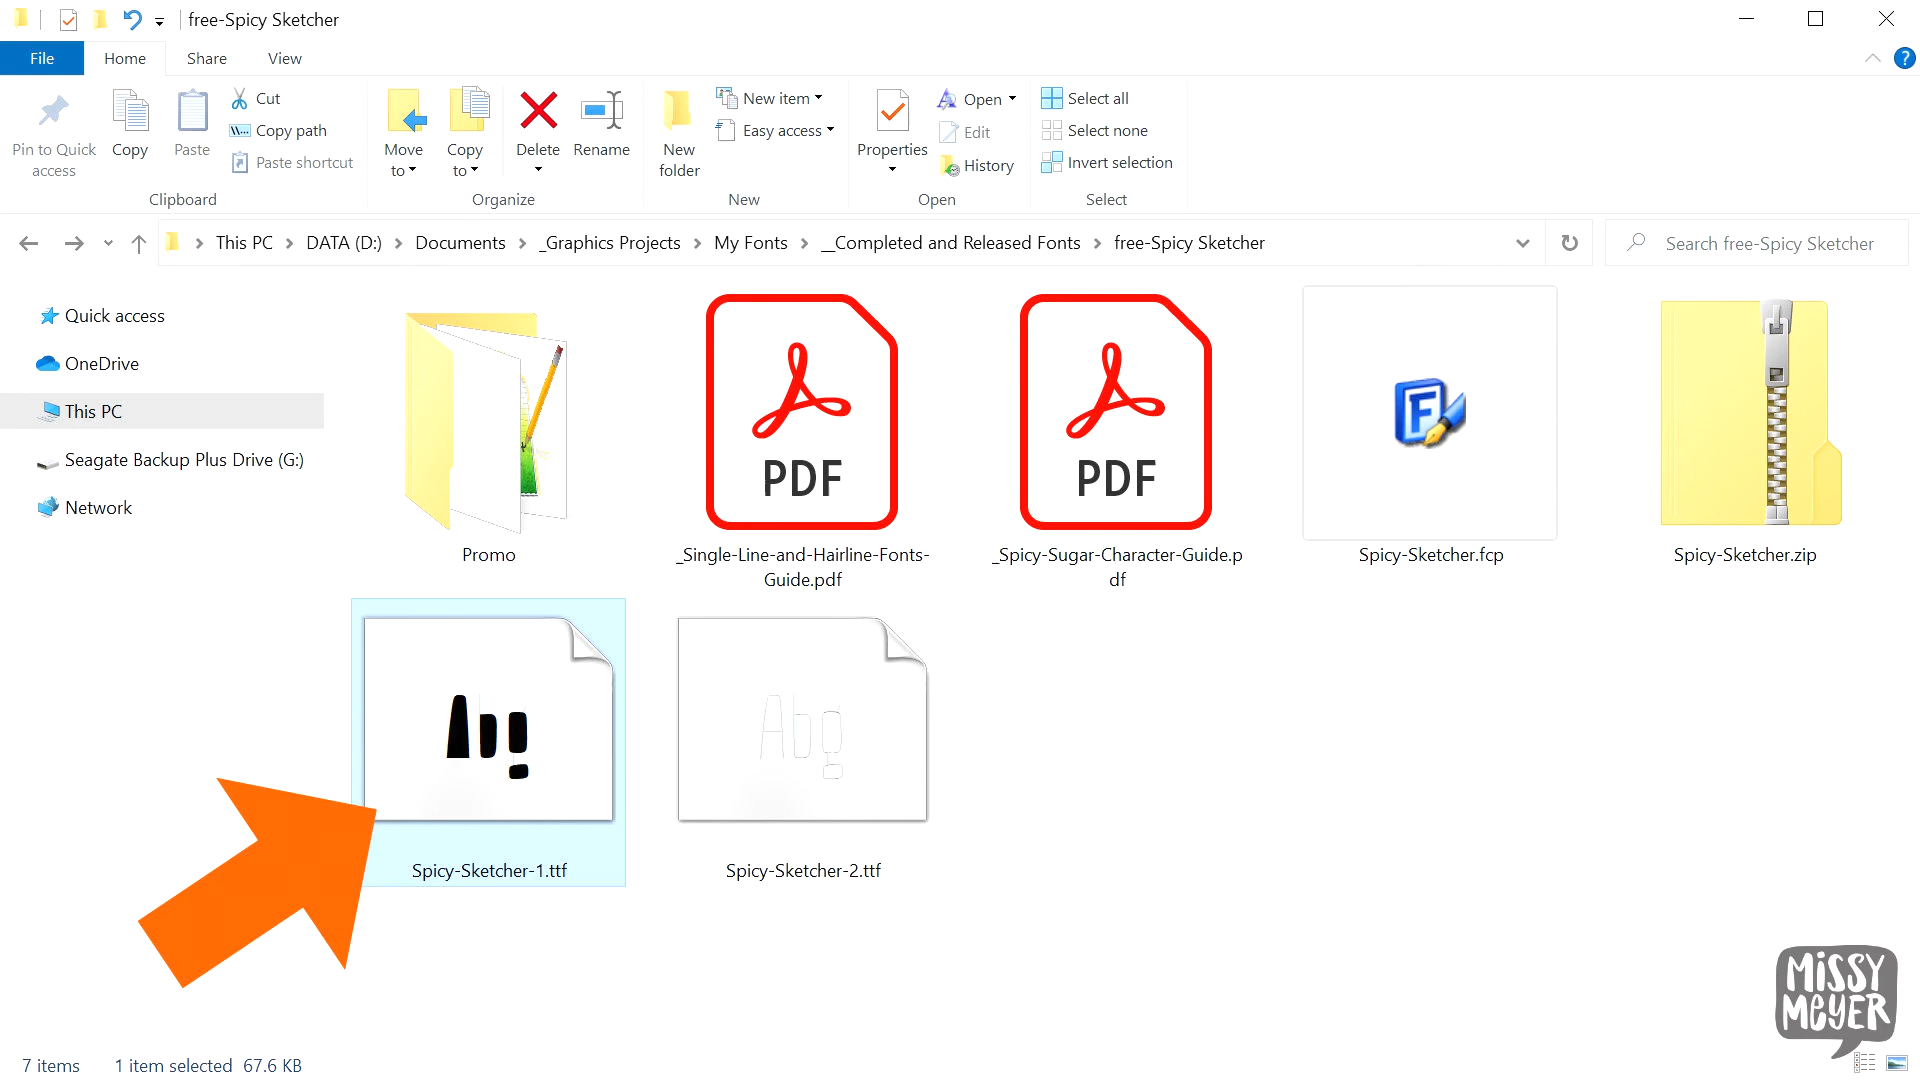 free-Spicy Sketcher
File Home Share View
Pin to Quick access
Copy
Paste
Cut
Copy path
Paste shortcut
Clipboard
Move to
Copy to
Delete
Rename
Organize
New folder
New item
Easy access
New
Properties
Open
Edit
History
Open
Select all
Select none
Invert selection
Select
This PC > DATA (D:) > Documents > _Graphics Projects > My Fonts > __Completed and Released Fonts > free-Spicy Sketcher
Search free-Spicy Sketcher
Quick access
OneDrive
This PC
Seagate Backup Plus Drive (G:)
Network
Promo
PDF
_Single-Line-and-Hairline-Fonts-
Guide.pdf
PDF
_Spicy-Sugar-Character-Guide.p
df
F
Spicy-Sketcher.fcp
Spicy-Sketcher.zip
Abg
Spicy-Sketcher-1.ttf
Abg
Spicy-Sketcher-2.ttf
MISSY
MEYER
7 items 1 item selected 67.6 KB